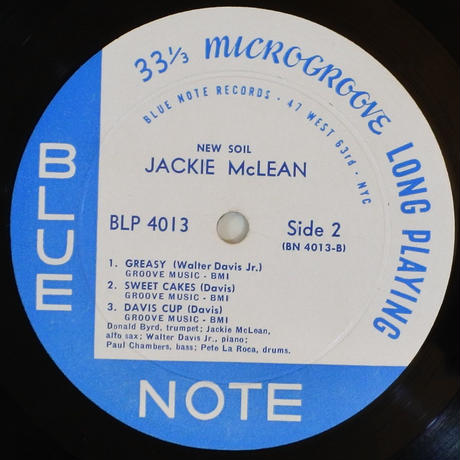 33 1/3 MICROGROOVE LONG PLAYING
BLUE NOTE RECORDS - 47 WEST 63rd - NYC
BLUE
NEW SOIL
JACKIE McLEAN
BLP 4013
Side 2
(BN 4013-B)
1. GREASY (Walter Davis Jr.)
GROOVE MUSIC - BMI
2. SWEET CAKES (Davis)
GROOVE MUSIC - BMI
3. DAVIS CUP (Davis)
GROOVE MUSIC - BMI
Donald Byrd, trumpet; Jackie McLean,
alto sax; Walter Davis Jr., piano;
Paul Chambers, bass; Pete La Roca, drums.
NOTE